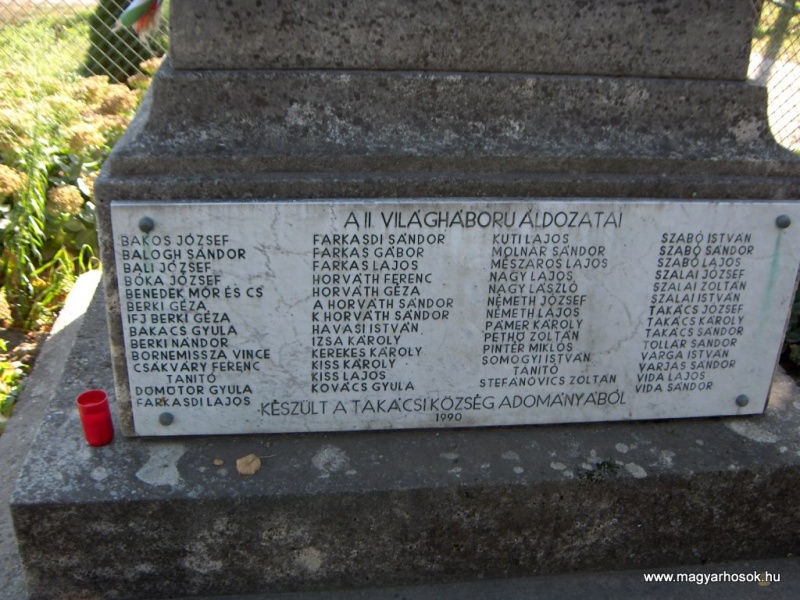 A II. VILÁGHÁBORU ÁLDOZATAI
BAKOS JÓZSEF
BALOGH SÁNDOR
BALI JÓZSEF
BÓKA JÓZSEF
BENEDEK MÓR ÉS CS
BERKI GÉZA
IFJ BERKI GÉZA
BAKACS GYULA
BERKI NÁNDOR
BORNEMISSZA VINCE
CSÁKVÁRY FERENC
TANITÓ
DÖMÖTÖR GYULA
FARKASDI LAJOS
FARKASDI SÁNDOR
FARKAS GÁBOR
FARKAS LAJOS
HORVÁTH FERENC
HORVÁTH GÉZA
A HORVÁTH SÁNDOR
K HORVÁTH SÁNDOR
HAVASI ISTVÁN
IZSA KÁROLY
KEREKES KÁROLY
KISS KÁROLY
KISS LAJOS
KOVÁCS GYULA
KUTI LAJOS
MOLNÁR SÁNDOR
MÉSZÁROS LAJOS
NAGY LAJOS
NAGY LÁSZLÓ
NÉMETH JÓZSEF
NÉMETH LAJOS
PÁMER KÁROLY
PETHŐ ZOLTÁN
PINTÉR MIKLÓS
SOMOGYI ISTVÁN
TANITÓ
STEFANOVICS ZOLTÁN
SZABÓ ISTVÁN
SZABÓ SÁNDOR
SZABÓ LAJOS
SZALAI JÓZSEF
SZALAI ZOLTÁN
SZALAI ISTVÁN
TAKÁCS JÓZSEF
TAKÁCS KÁROLY
TAKÁCS SÁNDOR
TOLLÁR SÁNDOR
VARGA ISTVÁN
VARJAS SÁNDOR
VIDA LAJOS
VIDA SÁNDOR
KÉSZÜLT A TAKÁCSI KÖZSÉG ADOMÁNYÁBÓL
1990
www.magyarhosok.hu